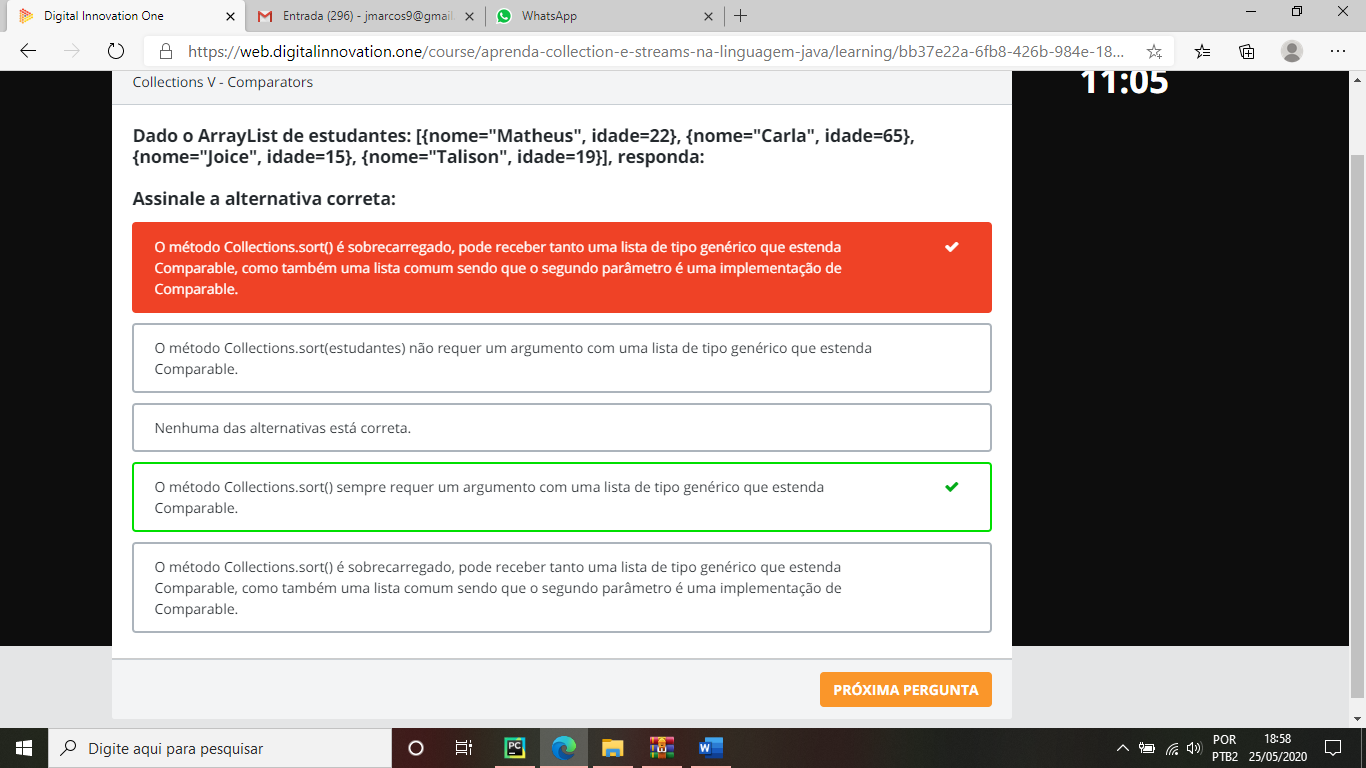 Digital Innovation One
Entrada (296) - jmarcos9@gmail.
WhatsApp
https://web.digitalinnovation.one/course/aprenda-collection-e-streams-na-linguagem-java/learning/bb37e22a-6fb8-426b-984e-18...
Collections V - Comparators
11:05
Dado o ArrayList de estudantes: [{nome="Matheus", idade=22}, {nome="Carla", idade=65},
{nome="Joice", idade=15}, {nome="Talison", idade=19}], responda:
Assinale a alternativa correta:
O método Collections.sort() é sobrecarregado, pode receber tanto uma lista de tipo genérico que estenda
Comparable, como também uma lista comum sendo que o segundo parâmetro é uma implementação de
Comparable.
O método Collections.sort(estudantes) não requer um argumento com uma lista de tipo genérico que estenda
Comparable.
Nenhuma das alternativas está correta.
O método Collections.sort() sempre requer um argumento com uma lista de tipo genérico que estenda
Comparable.
O método Collections.sort() é sobrecarregado, pode receber tanto uma lista de tipo genérico que estenda
Comparable, como também uma lista comum sendo que o segundo parâmetro é uma implementação de
Comparable.
PRÓXIMA PERGUNTA
Digite aqui para pesquisar
PC
W
POR
PTB2
18:58
25/05/2020